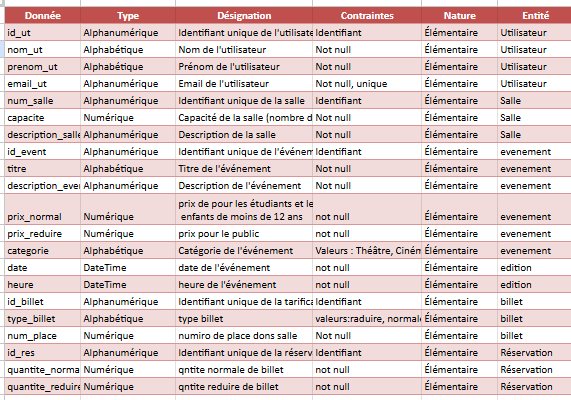 Donnée Type Désignation Contraintes Nature Entité
id_ut Alphanumérique Identifiant unique de l'utilisate Identifiant Élémentaire Utilisateur
nom_ut Alphabétique Nom de l'utilisateur Not null Élémentaire Utilisateur
prenom_ut Alphabétique Prénom de l'utilisateur Not null Élémentaire Utilisateur
email_ut Alphanumérique Email de l'utilisateur Not null, unique Élémentaire Utilisateur
num_salle Alphanumérique Identifiant unique de la salle Identifiant Élémentaire Salle
capacite Numérique Capacité de la salle (nombre d Not null Élémentaire Salle
description_salle Alphanumérique Description de la salle Not null Élémentaire Salle
id_event Alphanumérique Identifiant unique de l'événem Identifiant Élémentaire evenement
titre Alphabétique Titre de l'événement Not null Élémentaire evenement
description_even Alphanumérique Description de l'événement Not null Élémentaire evenement
prix de pour les étudiants et le
prix_normal Numérique enfants de moins de 12 ans not null Élémentaire evenement
prix_reduire Numérique prix pour le public not null Élémentaire evenement
categorie Alphabétique Catégorie de l'événement Valeurs : Théâtre, Ciném Élémentaire evenement
date DateTime date de l'événement not null Élémentaire edition
heure DateTime heure de l'événement not null Élémentaire edition
id_billet Alphanumérique Identifiant unique de la tarifica Identifiant Élémentaire billet
type_billet Alphabétique type billet valeurs:raduire, normale Élémentaire billet
num_place Numérique numiro de place dons salle Not null Élémentaire billet
id_res Alphanumérique Identifiant unique de la réserv Identifiant Élémentaire Réservation
quantite_norma Numérique qntite normale de billet not null Élémentaire Réservation
quantite_reduire Numérique qntite reduire de billet not null Élémentaire Réservation